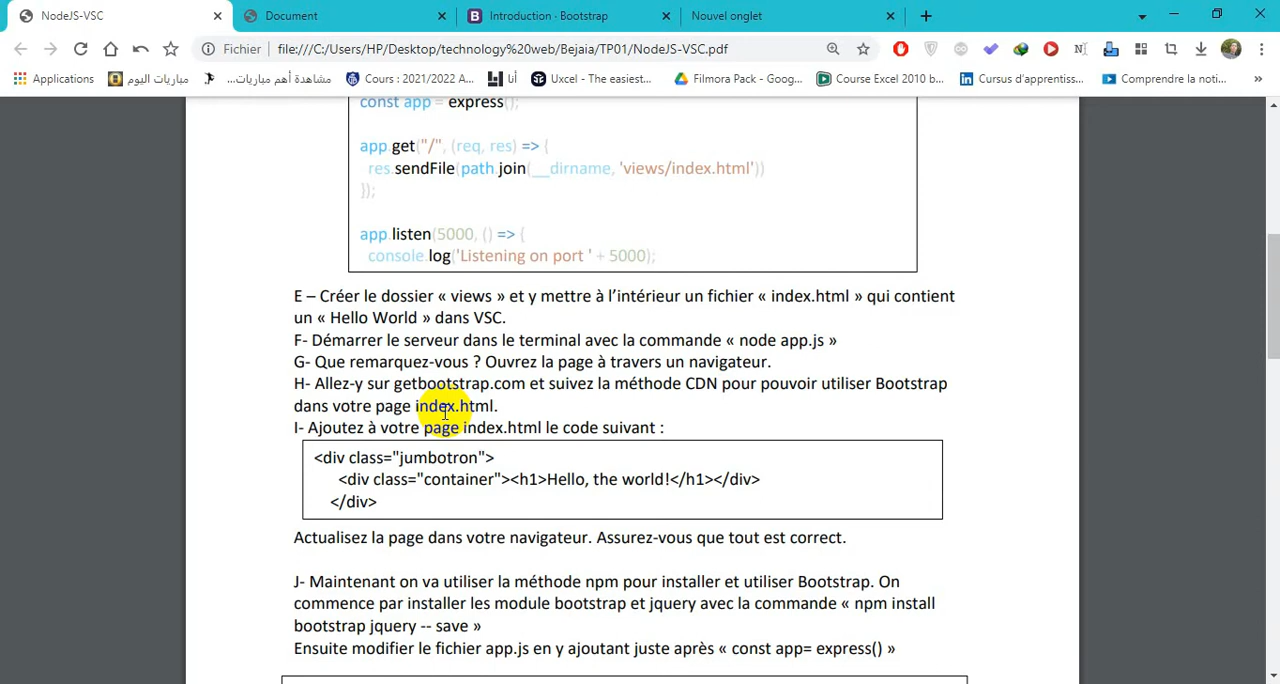 NodeJS-VSC
Document
Introduction · Bootstrap
Nouvel onglet
Fichier
file:///C:/Users/HP/Desktop/technology%20web/Bejaia/TP01/NodeJS-VSC.pdf
Applications
مباريات اليوم
مشاهدة أهم مباريات...
Cours : 2021/2022 A...
أنا
Uxcel - The easiest...
Filmora Pack - Goog...
Course Excel 2010 b...
Cursus d'apprentiss...
Comprendre la noti...
»
const app = express();
app.get("/", (req, res) => {
res.sendFile(path.join(__dirname, 'views/index.html'))
});
app.listen(5000, () => {
console.log('Listening on port ' + 5000);
E – Créer le dossier « views » et y mettre à l'intérieur un fichier « index.html » qui contient
un « Hello World » dans VSC.
F- Démarrer le serveur dans le terminal avec la commande « node app.js »
G- Que remarquez-vous ? Ouvrez la page à travers un navigateur.
H- Allez-y sur getbootstrap.com et suivez la méthode CDN pour pouvoir utiliser Bootstrap
dans votre page index.html.
I- Ajoutez à votre page index.html le code suivant :
<div class="jumbotron">
<div class="container"><h1>Hello, the world!</h1></div>
</div>
Actualisez la page dans votre navigateur. Assurez-vous que tout est correct.
J- Maintenant on va utiliser la méthode npm pour installer et utiliser Bootstrap. On
commence par installer les module bootstrap et jquery avec la commande « npm install
bootstrap jquery -- save »
Ensuite modifier le fichier app.js en y ajoutant juste après « const app= express() »